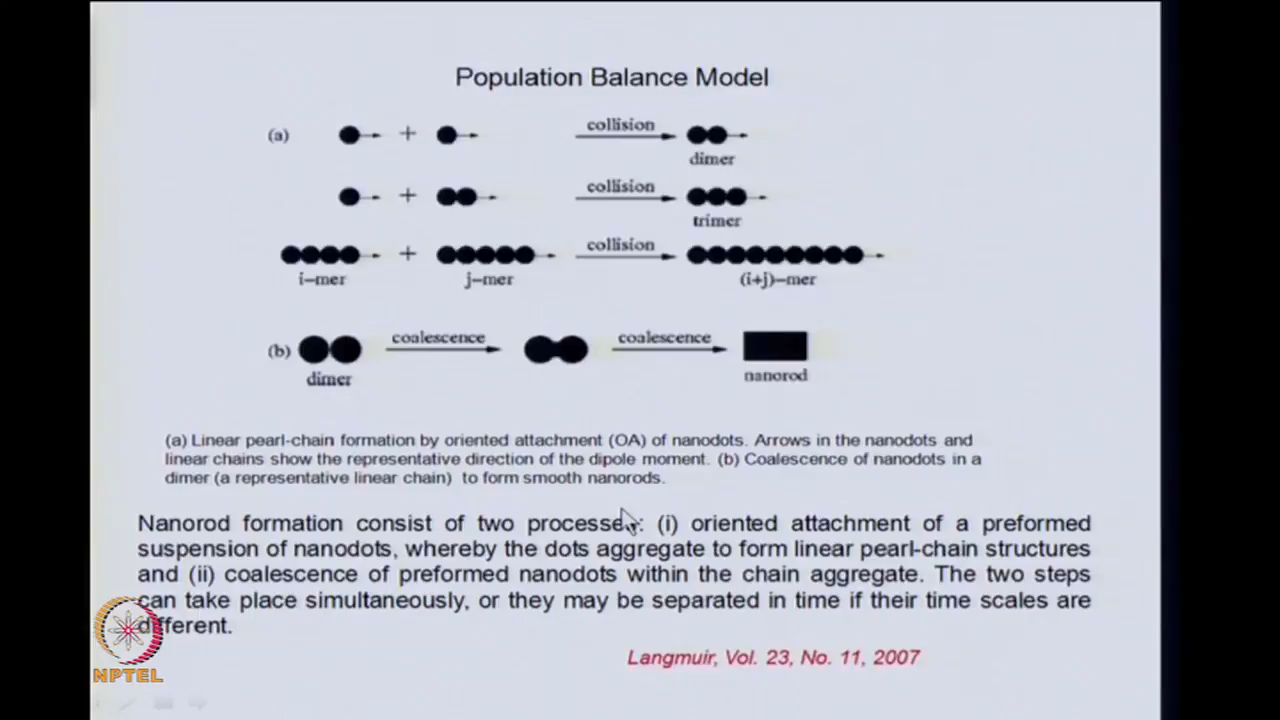 Population Balance Model
(a) + collision
dimer
+ collision
trimer
+ collision
i-mer j-mer (i+j)-mer
(b) coalescence coalescence
dimer nanorod
(a) Linear pearl-chain formation by oriented attachment (OA) of nanodots. Arrows in the nanodots and
linear chains show the representative direction of the dipole moment. (b) Coalescence of nanodots in a
dimer (a representative linear chain) to form smooth nanorods.
Nanorod formation consist of two processes: (i) oriented attachment of a preformed
suspension of nanodots, whereby the dots aggregate to form linear pearl-chain structures
and (ii) coalescence of preformed nanodots within the chain aggregate. The two steps
can take place simultaneously, or they may be separated in time if their time scales are
different.
Langmuir, Vol. 23, No. 11, 2007
NPTEL